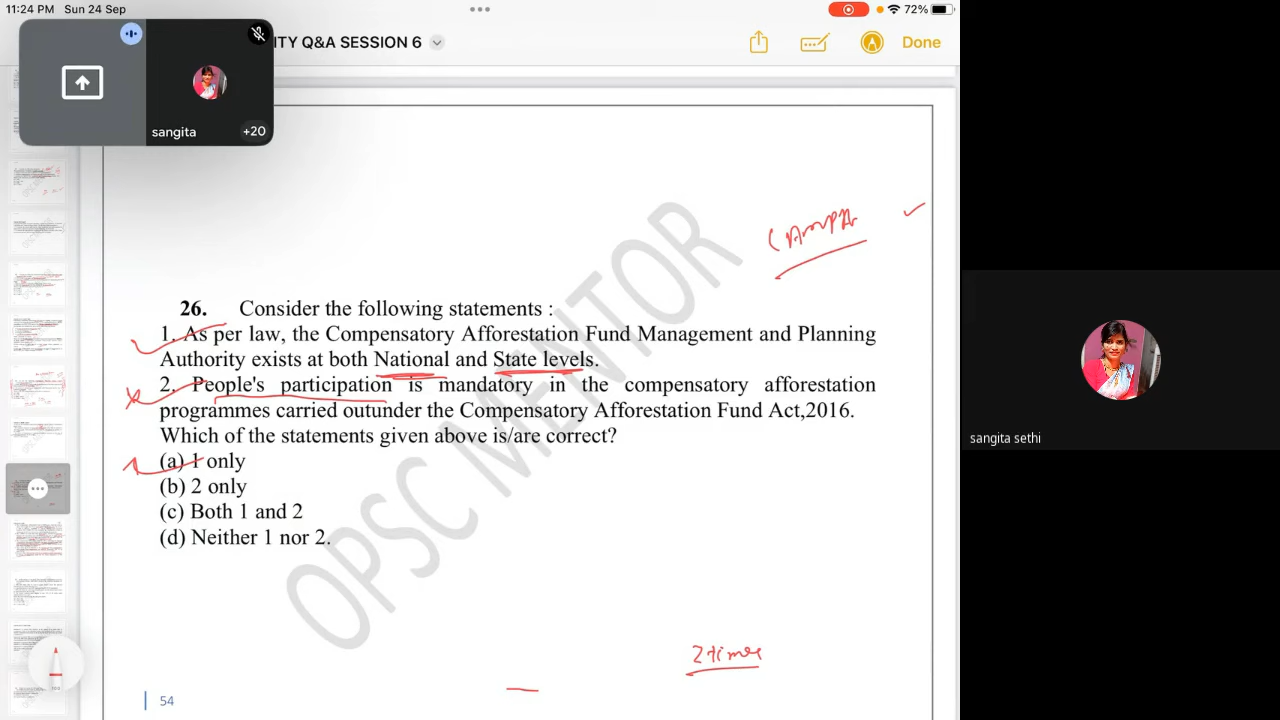 11:24 PM Sun 24 Sep
72%
ITY Q&A SESSION 6
Done
sangita
+20
CAMPA
26. Consider the following statements :
1. As per law, the Compensatory Afforestation Fund Management and Planning
Authority exists at both National and State levels.
2. People's participation is mandatory in the compensatory afforestation
programmes carried outunder the Compensatory Afforestation Fund Act,2016.
Which of the statements given above is/are correct?
(a) 1 only
(b) 2 only
(c) Both 1 and 2
(d) Neither 1 nor 2.
OPSC MENTOR
2 times
54
sangita sethi